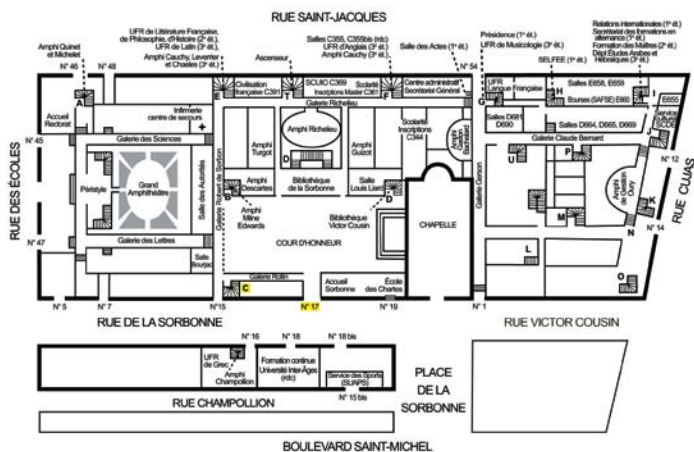 RUE SAINT-JACQUES
Amphi Quinet
et Michelet
N° 46
N° 48
UFR de Littérature Française,
de Philosophie, d'Histoire (2ᵉ ét.),
UFR de Latin (3ᵉ ét.)
Amphi Cauchy, Leverrier
et Chasles (3ᵉ ét.)
Ascenseur
Salles C355, C355bis (rdc)
UFR d'Anglais (3ᵉ ét.)
Amphi Cauchy (3ᵉ ét.)
Salle des Actes (1ᵉ ét.)
N° 54
Présidence (1ᵉ ét.)
UFR de Musicologie (3ᵉ ét.)
SELFEE (1ᵉ ét.)
Relations internationales (1ᵉ ét.)
Secrétariat des formations en
alternance (1ᵉ ét.)
Formation des Maîtres (2ᵉ ét.)
Dépt Études Arabes et
Hébraïques (3ᵉ ét.)
A
E
Civilisation
française C391
T
SCUIO C369
Inscriptions Master C361
Scolarité
F
Centre administratif
Secrétariat Général
G
UFR
Langue Française
H
Salles E658, E659
Bourses (SAFSE) E660
I
E655
Accueil
Rectorat
Infirmerie
centre de secours
Galerie Richelieu
Salles D681
D690
Salles D664, D665, D669
Service
Culturel
SCDE
J
N° 45
Galerie des Sciences
Amphi
Turgot
Amphi Richelieu
Amphi
Guizot
Scolarité
Inscriptions
C344
Amphi
Gaston
Bachelard
Galerie Claude Bernard
U
P
N° 12
RUE DES ÉCOLES
Péristyle
Grand
Amphithéâtre
Salle des Autorités
Galerie Robert de Sorbon
Amphi
Descartes
D
Bibliothèque
de la Sorbonne
Salle
Louis Liard
B
D
Galerie Gerson
Amphi
de Gestion
Oury
K
RUE CUJAS
Amphi
Milne
Edwards
Bibliothèque
Victor Cousin
CHAPELLE
M
N
N° 14
N° 47
Galerie des Lettres
COUR D'HONNEUR
Salle
Bourjac
L
Galerie Rollin
C
Accueil
Sorbonne
École
des Chartes
O
N° 5
N° 7
N°15
N° 17
N° 19
N° 1
RUE DE LA SORBONNE
RUE VICTOR COUSIN
N° 16
N° 18
N° 18 bis
UFR
de Grec
Amphi
Champollion
Formation continue
Université Inter-Âges
(rdc)
Service des Sports
(SUAPS)
N° 15 bis
RUE CHAMPOLLION
PLACE
DE LA
SORBONNE
BOULEVARD SAINT-MICHEL